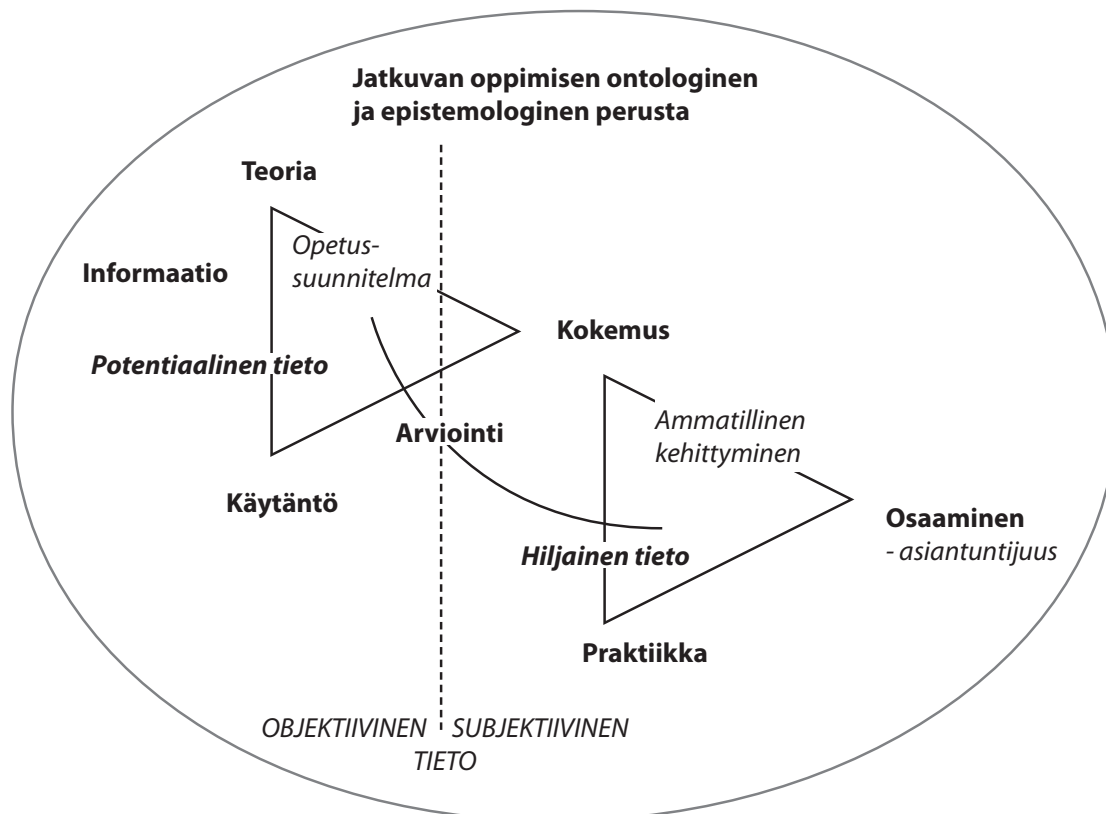 Jatkuvan oppimisen ontologinen
ja epistemologinen perusta
Teoria
Opetus-
suunnitelma
Informaatio
Kokemus
Potentiaalinen tieto
Ammatillinen
kehittyminen
Arviointi
Käytäntö
Osaaminen
- asiantuntijuus
Hiljainen tieto
Praktiikka
OBJEKTIIVINEN SUBJEKTIIVINEN
TIETO